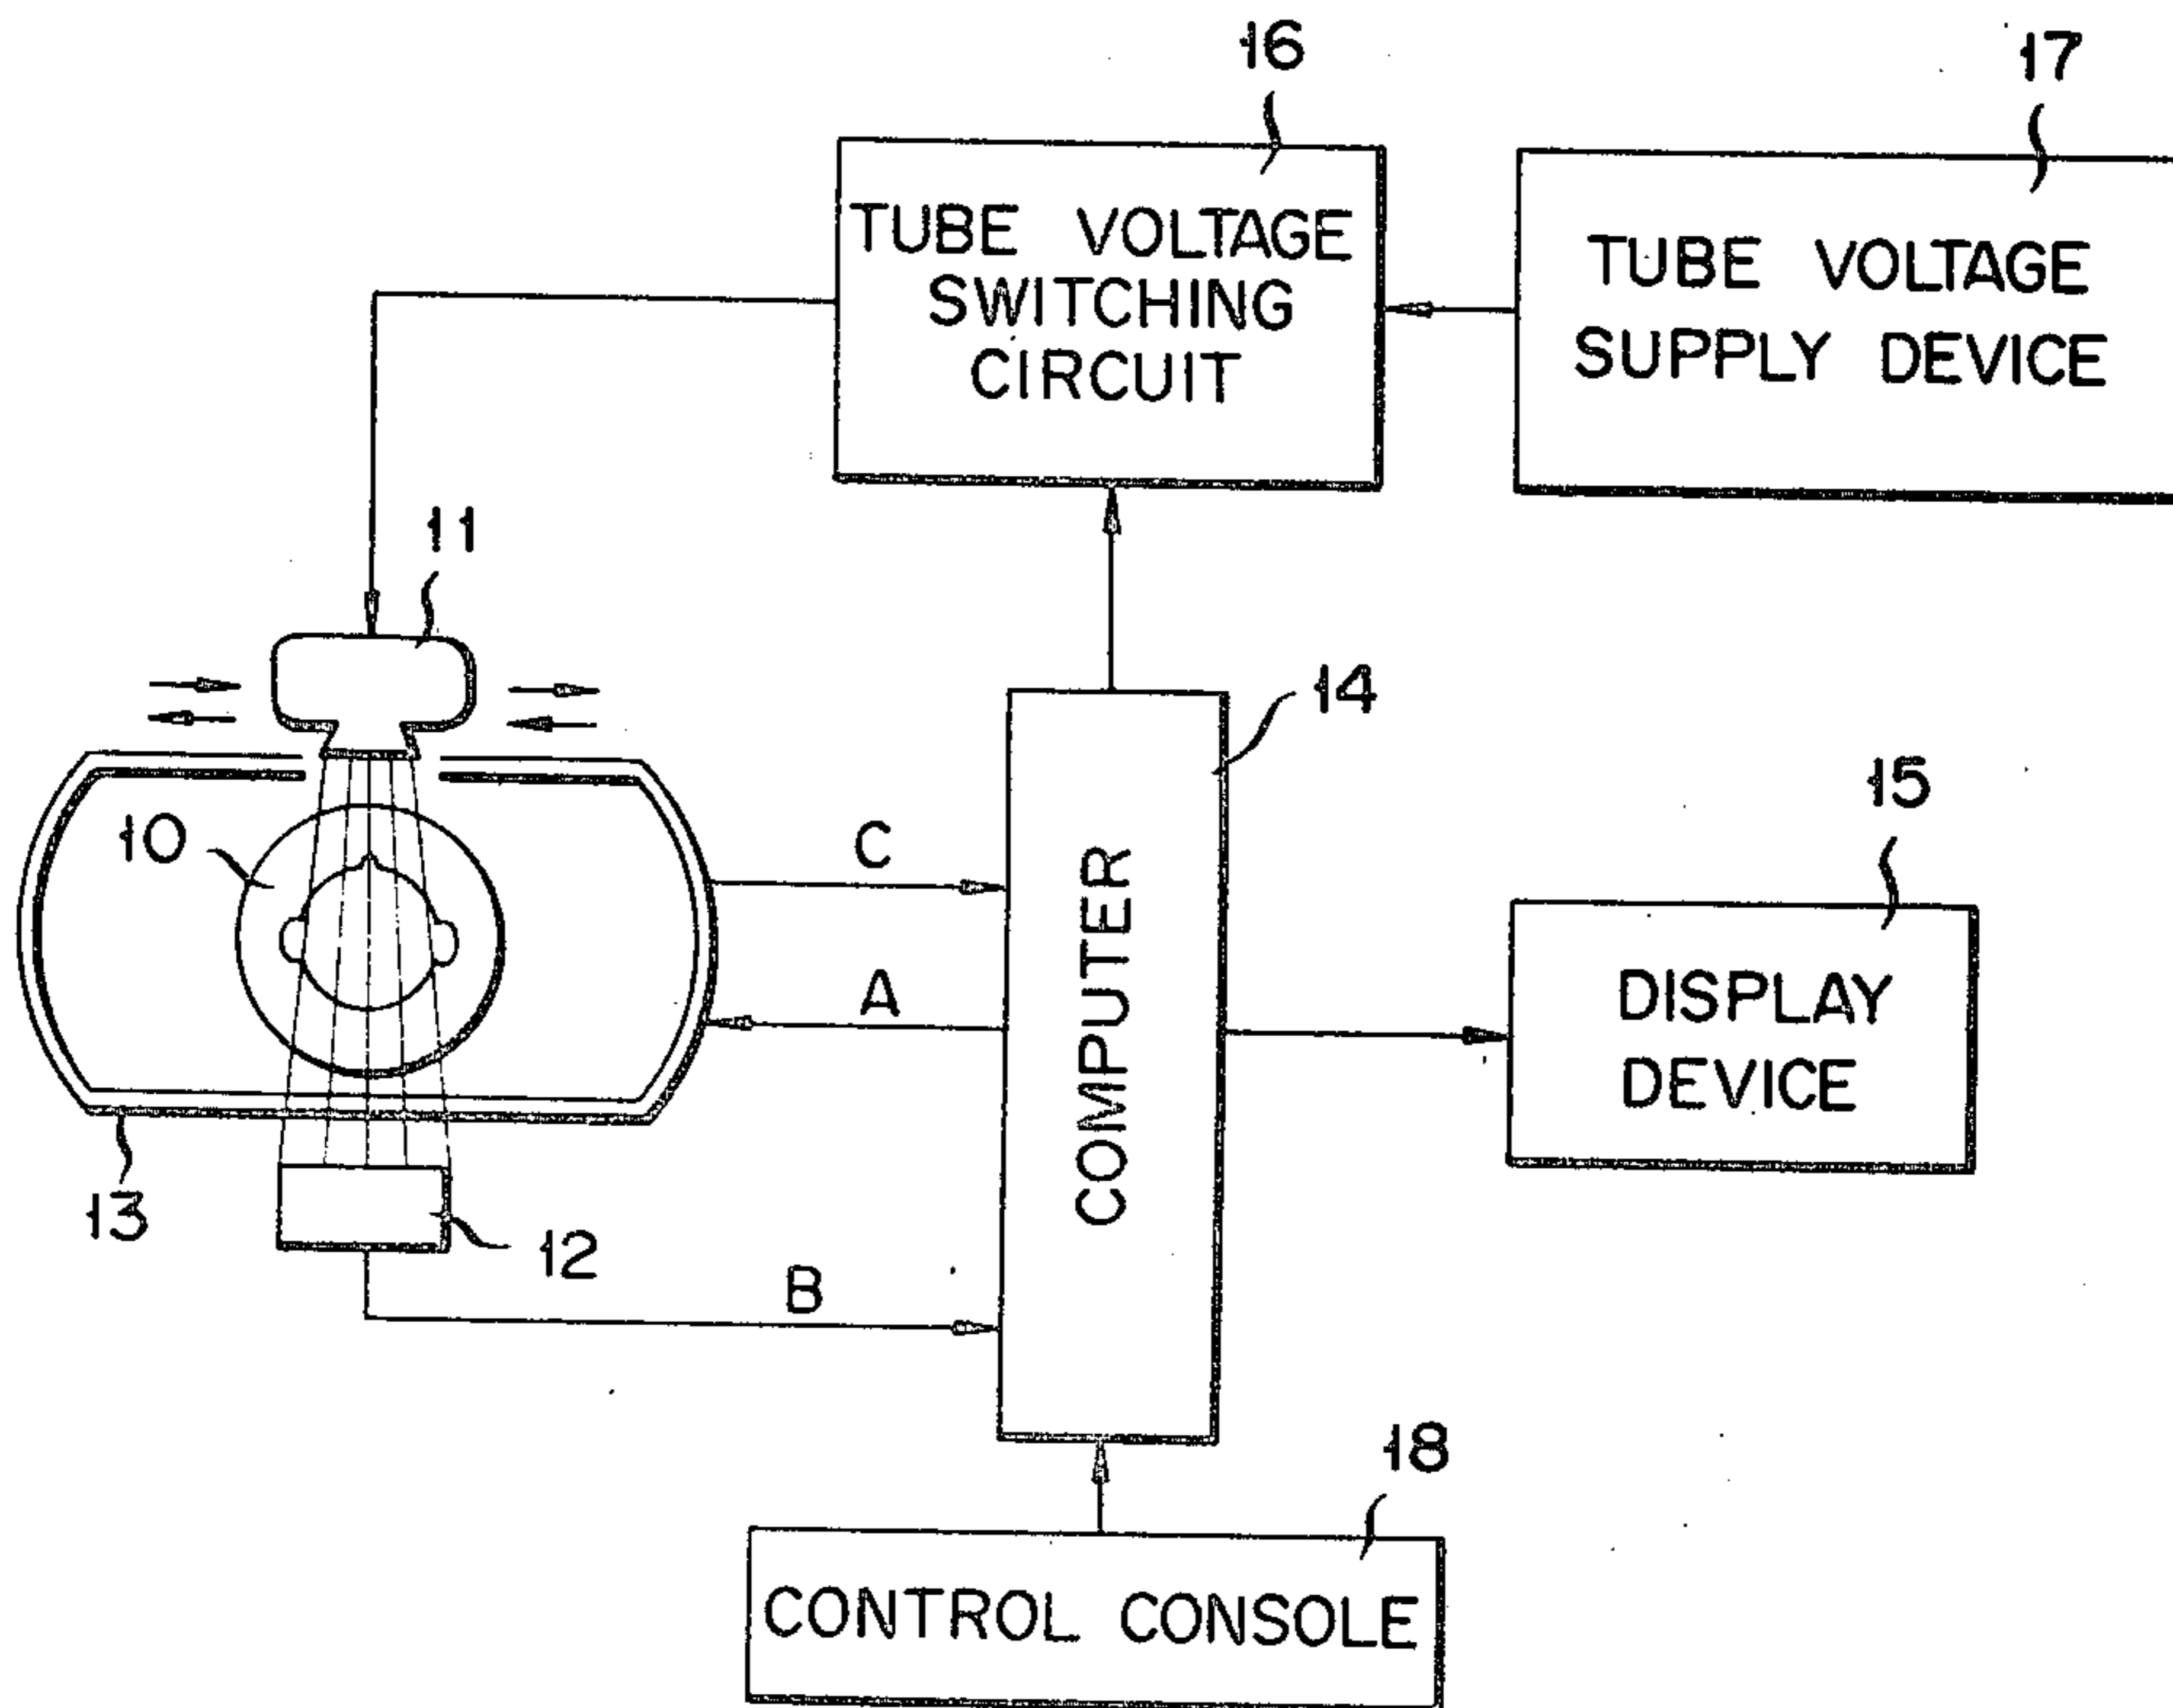 16
17
TUBE VOLTAGE
SWITCHING
CIRCUIT
TUBE VOLTAGE
SUPPLY DEVICE
11
14
15
10
C
A
COMPUTER
DISPLAY
DEVICE
13
12
B
18
CONTROL CONSOLE